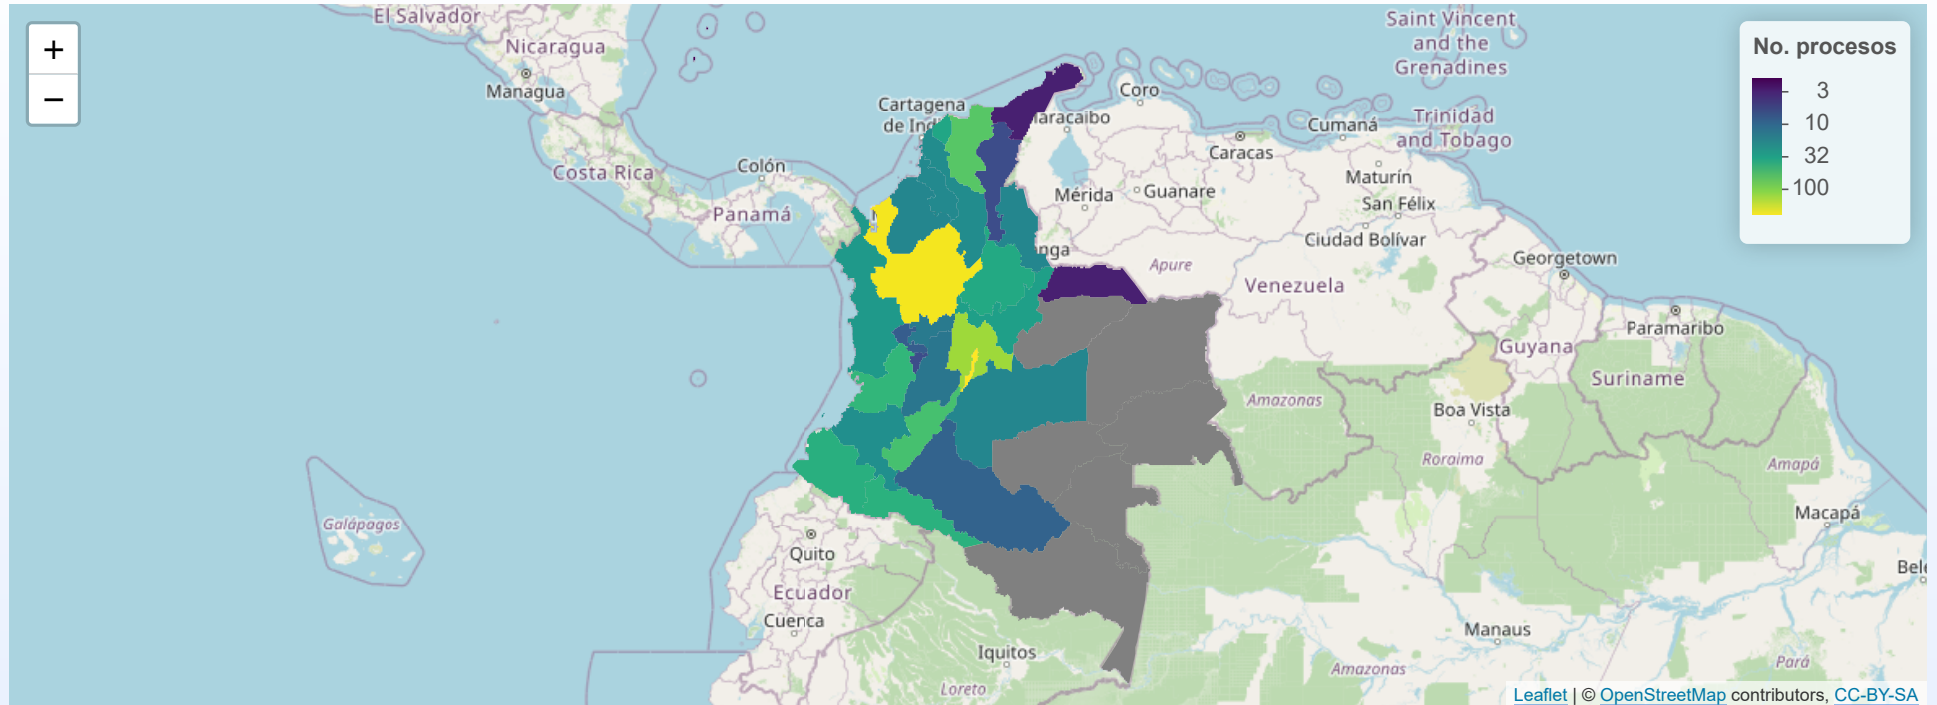 +
−
No. procesos
3
10
32
100
El Salvador
Nicaragua
Managua
Costa Rica
Colón
Panamá
Cartagena
de Ind
Coro
aracaibo
Caracas
Cumaná
Saint Vincent
and the
Grenadines
Trinidad
and Tobago
Maturín
San Félix
Ciudad Bolívar
Mérida
Guanare
nga
Apure
Venezuela
Georgetown
Paramaribo
Guyana
Suriname
Amazonas
Boa Vista
Roraima
Amapá
Macapá
Bele
Galápagos
Quito
Ecuador
Cuenca
Iquitos
Loreto
Manaus
Amazonas
Pará
Leaflet | © OpenStreetMap contributors, CC-BY-SA